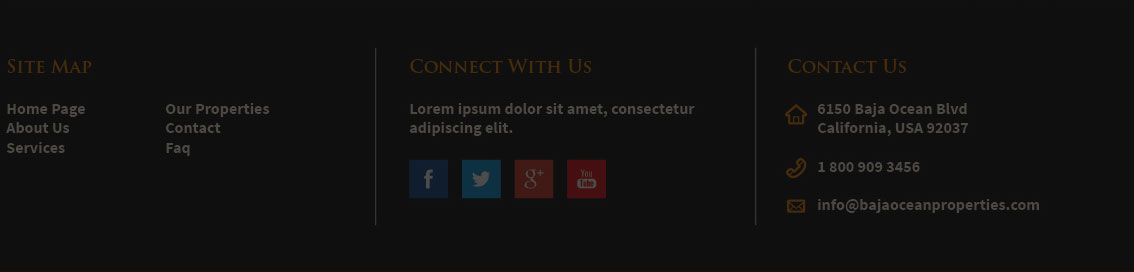 Site Map
Home Page
About Us
Services
Our Properties
Contact
Faq
Connect With Us
Lorem ipsum dolor sit amet, consectetur
adipiscing elit.
f
g+
You
Tube
Contact Us
6150 Baja Ocean Blvd
California, USA 92037
1 800 909 3456
info@bajaoceanproperties.com